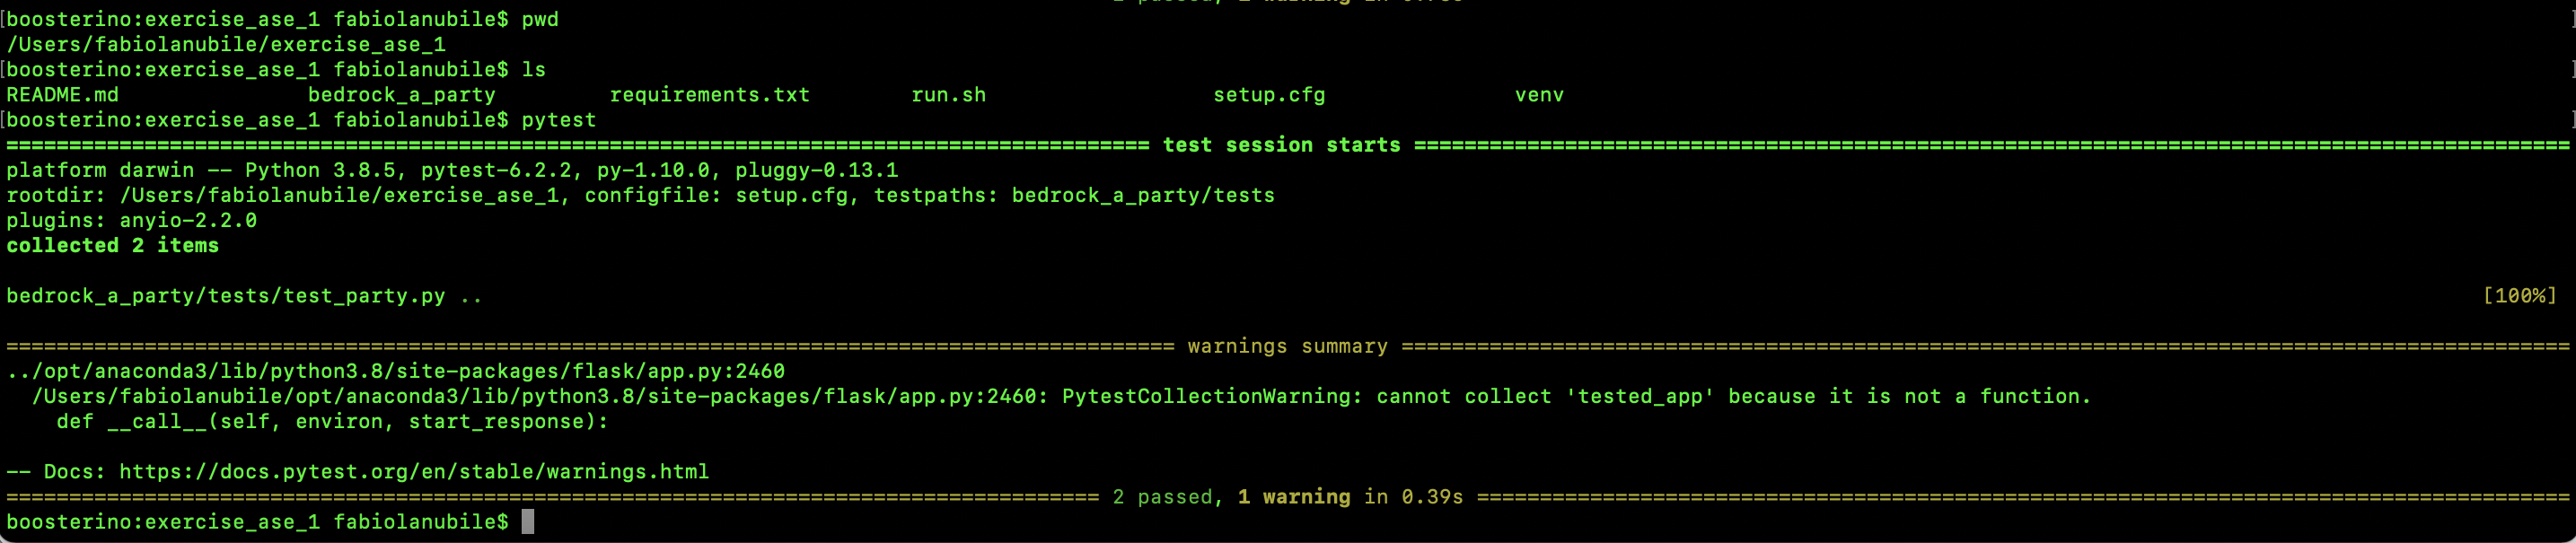 2 passed, 1 warning in
[boosterino:exercise_ase_1 fabiolanubile$ pwd ]
/Users/fabiolanubile/exercise_ase_1
[boosterino:exercise_ase_1 fabiolanubile$ ls ]
README.md bedrock_a_party requirements.txt run.sh setup.cfg venv
[boosterino:exercise_ase_1 fabiolanubile$ pytest ]
=========================================================================================== test session starts ============================================================================================
platform darwin -- Python 3.8.5, pytest-6.2.2, py-1.10.0, pluggy-0.13.1
rootdir: /Users/fabiolanubile/exercise_ase_1, configfile: setup.cfg, testpaths: bedrock_a_party/tests
plugins: anyio-2.2.0
collected 2 items
bedrock_a_party/tests/test_party.py .. [100%]
============================================================================================= warnings summary =============================================================================================
../opt/anaconda3/lib/python3.8/site-packages/flask/app.py:2460
/Users/fabiolanubile/opt/anaconda3/lib/python3.8/site-packages/flask/app.py:2460: PytestCollectionWarning: cannot collect 'tested_app' because it is not a function.
def __call__(self, environ, start_response):
-- Docs: https://docs.pytest.org/en/stable/warnings.html
======================================================================================= 2 passed, 1 warning in 0.39s =======================================================================================
boosterino:exercise_ase_1 fabiolanubile$